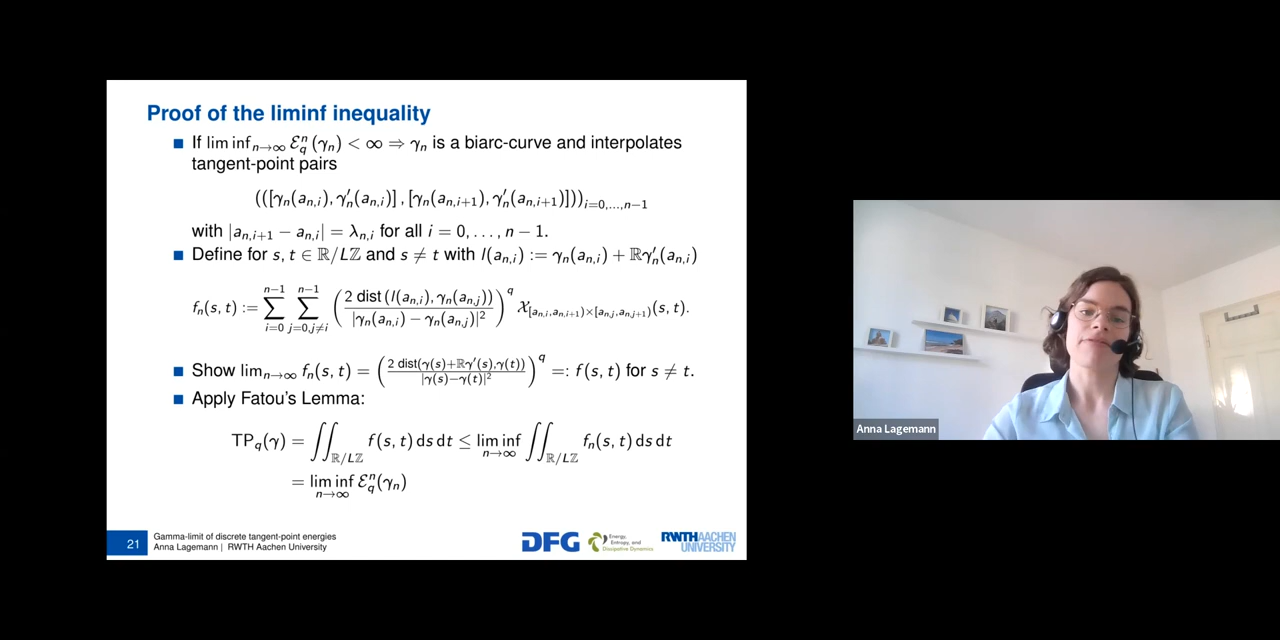 Proof of the liminf inequality
■ If lim inf_{n→∞} ℰ_q^n(γ_n) < ∞ ⇒ γ_n is a biarc-curve and interpolates
tangent-point pairs
(([γ_n(a_{n,i}), γ′_n(a_{n,i})], [γ_n(a_{n,i+1}), γ′_n(a_{n,i+1})]))_{i=0,…,n−1}
with |a_{n,i+1} − a_{n,i}| = λ_{n,i} for all i = 0, . . . , n − 1.
■ Define for s, t ∈ ℝ/Lℤ and s ≠ t with l(a_{n,i}) := γ_n(a_{n,i}) + ℝγ′_n(a_{n,i})
f_n(s, t) := ∑_{i=0}^{n−1} ∑_{j=0,j≠i}^{n−1} (2 dist(l(a_{n,i}), γ_n(a_{n,j})) / |γ_n(a_{n,i}) − γ_n(a_{n,j})|²)^q χ_{[a_{n,i},a_{n,i+1})×[a_{n,j},a_{n,j+1})}(s, t).
■ Show lim_{n→∞} f_n(s, t) = (2 dist(γ(s)+ℝγ′(s),γ(t)) / |γ(s)−γ(t)|²)^q =: f(s, t) for s ≠ t.
■ Apply Fatou's Lemma:
TP_q(γ) = ∬_{ℝ/Lℤ} f(s, t) ds dt ≤ lim inf_{n→∞} ∬_{ℝ/Lℤ} f_n(s, t) ds dt
= lim inf_{n→∞} ℰ_q^n(γ_n)
21
Gamma-limit of discrete tangent-point energies
Anna Lagemann | RWTH Aachen University
DFG
Energy,
Entropy, and
Dissipative Dynamics
RWTH AACHEN
UNIVERSITY
Anna Lagemann